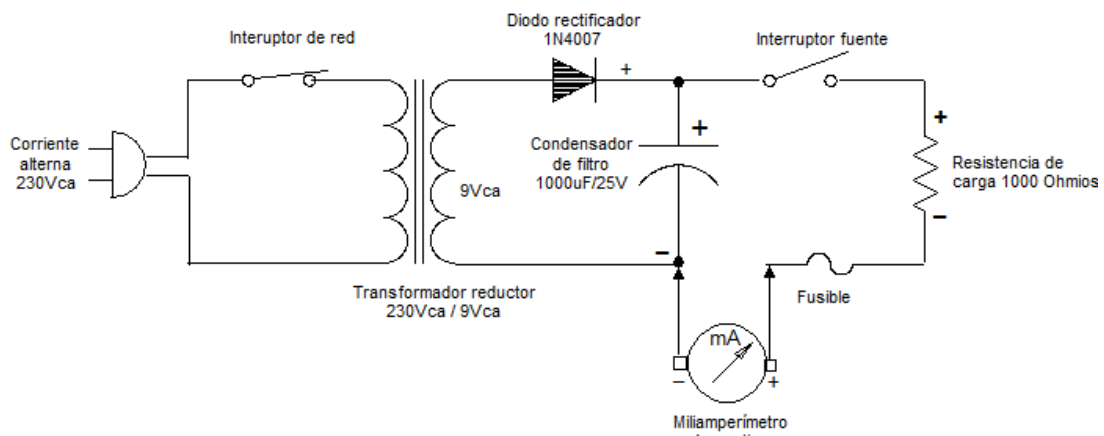 Diodo rectificador
1N4007
Interuptor de red
Interruptor fuente
+
Corriente
alterna
230Vca
9Vca
Condensador
de filtro
1000uF/25V
+
−
+
−
Resistencia de
carga 1000 Ohmios
Transformador reductor
230Vca / 9Vca
Fusible
mA
− +
Miliamperímetro